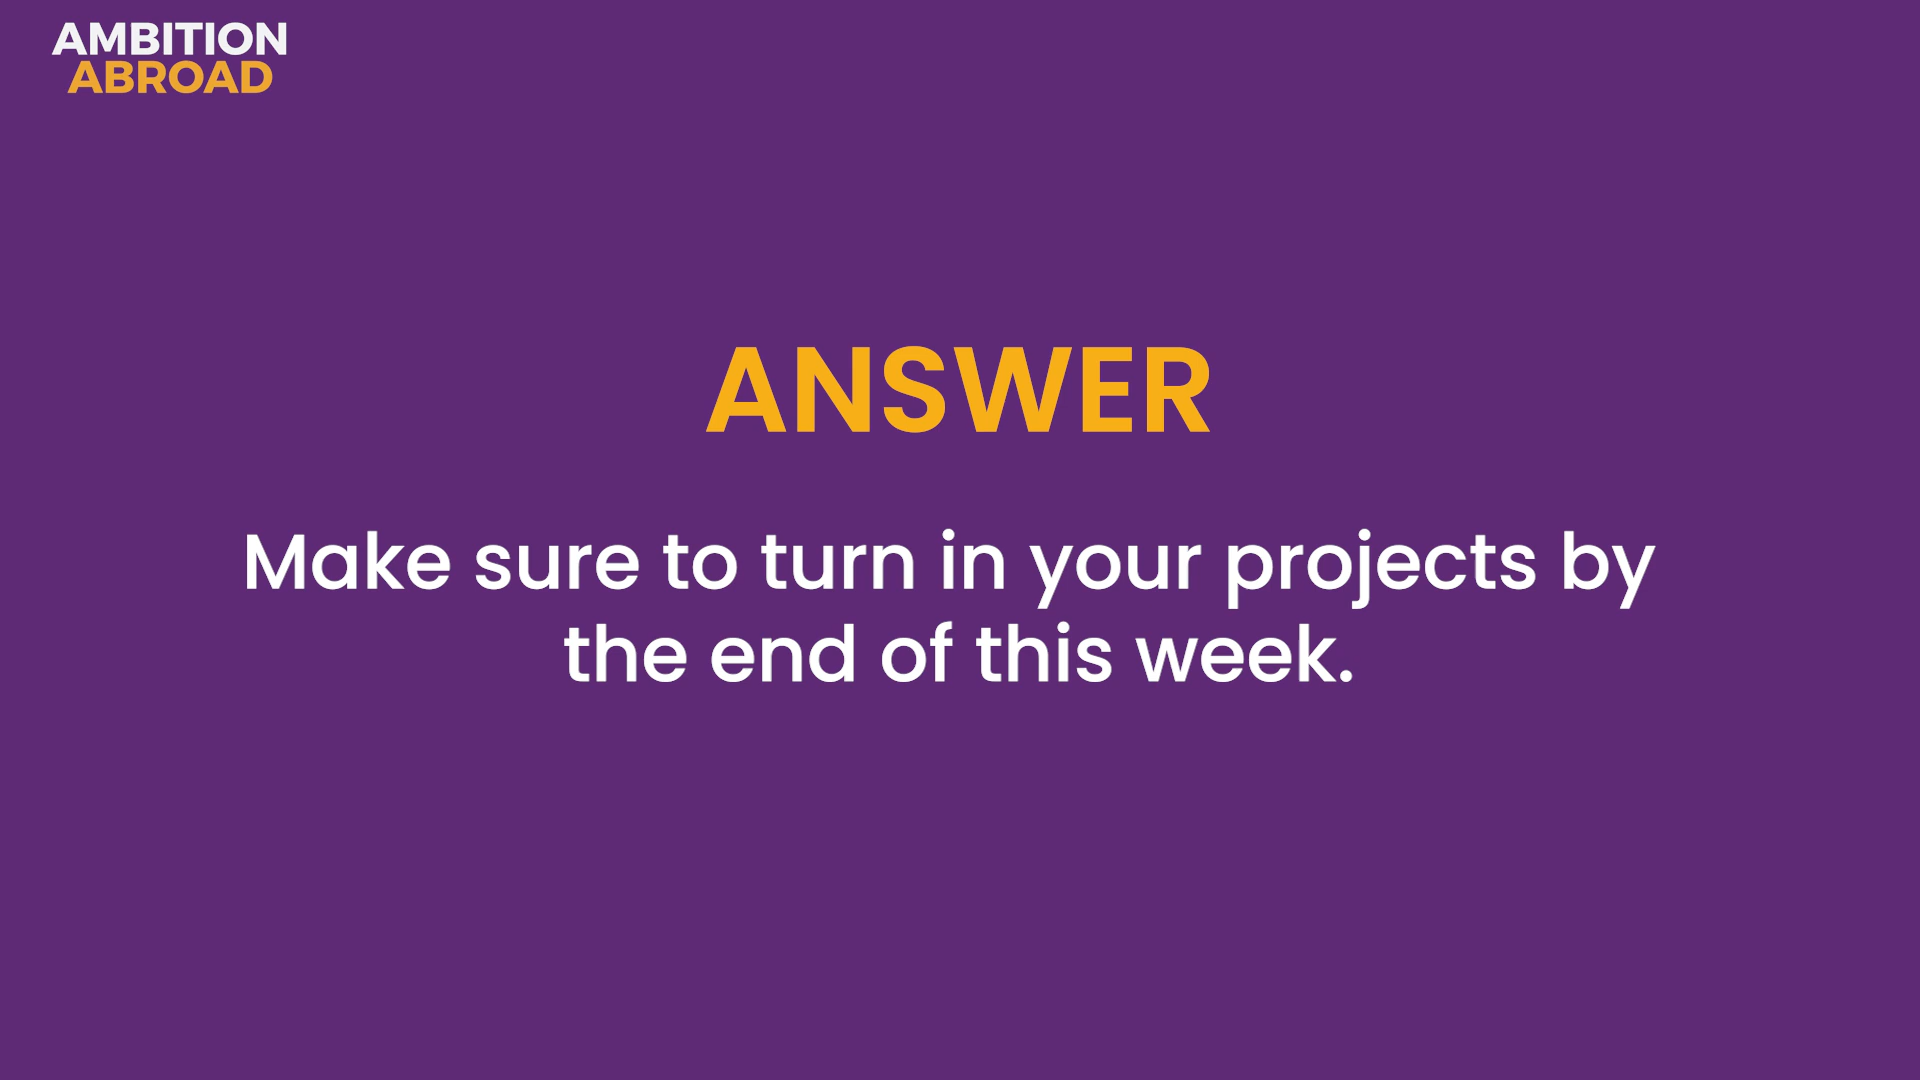 AMBITION
ABROAD
ANSWER
Make sure to turn in your projects by
the end of this week.